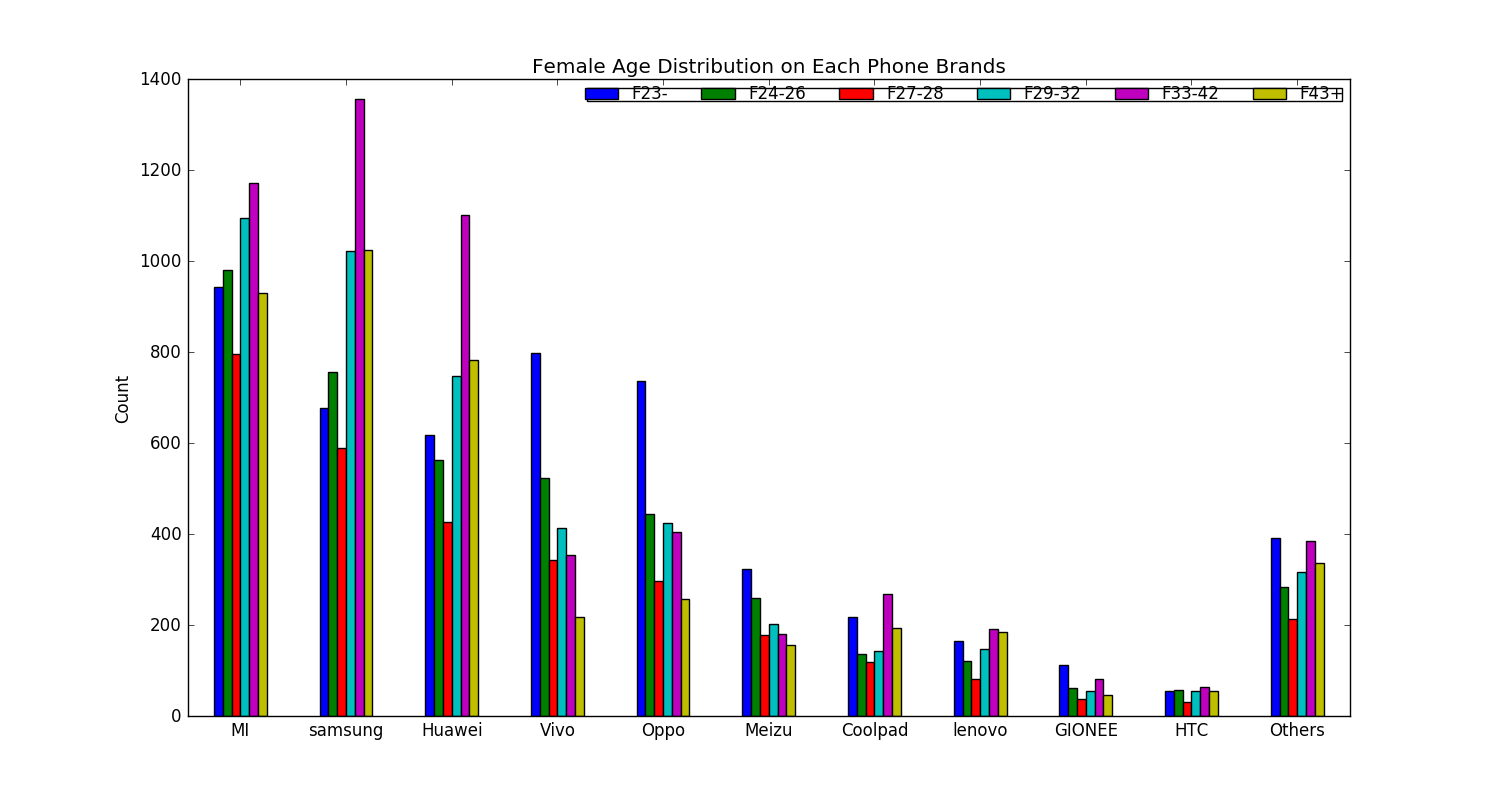 Female Age Distribution on Each Phone Brands
F23- F24-26 F27-28 F29-32 F33-42 F43+
1400
1200
1000
800
600
400
200
0
Count
MI samsung Huawei Vivo Oppo Meizu Coolpad lenovo GIONEE HTC Others